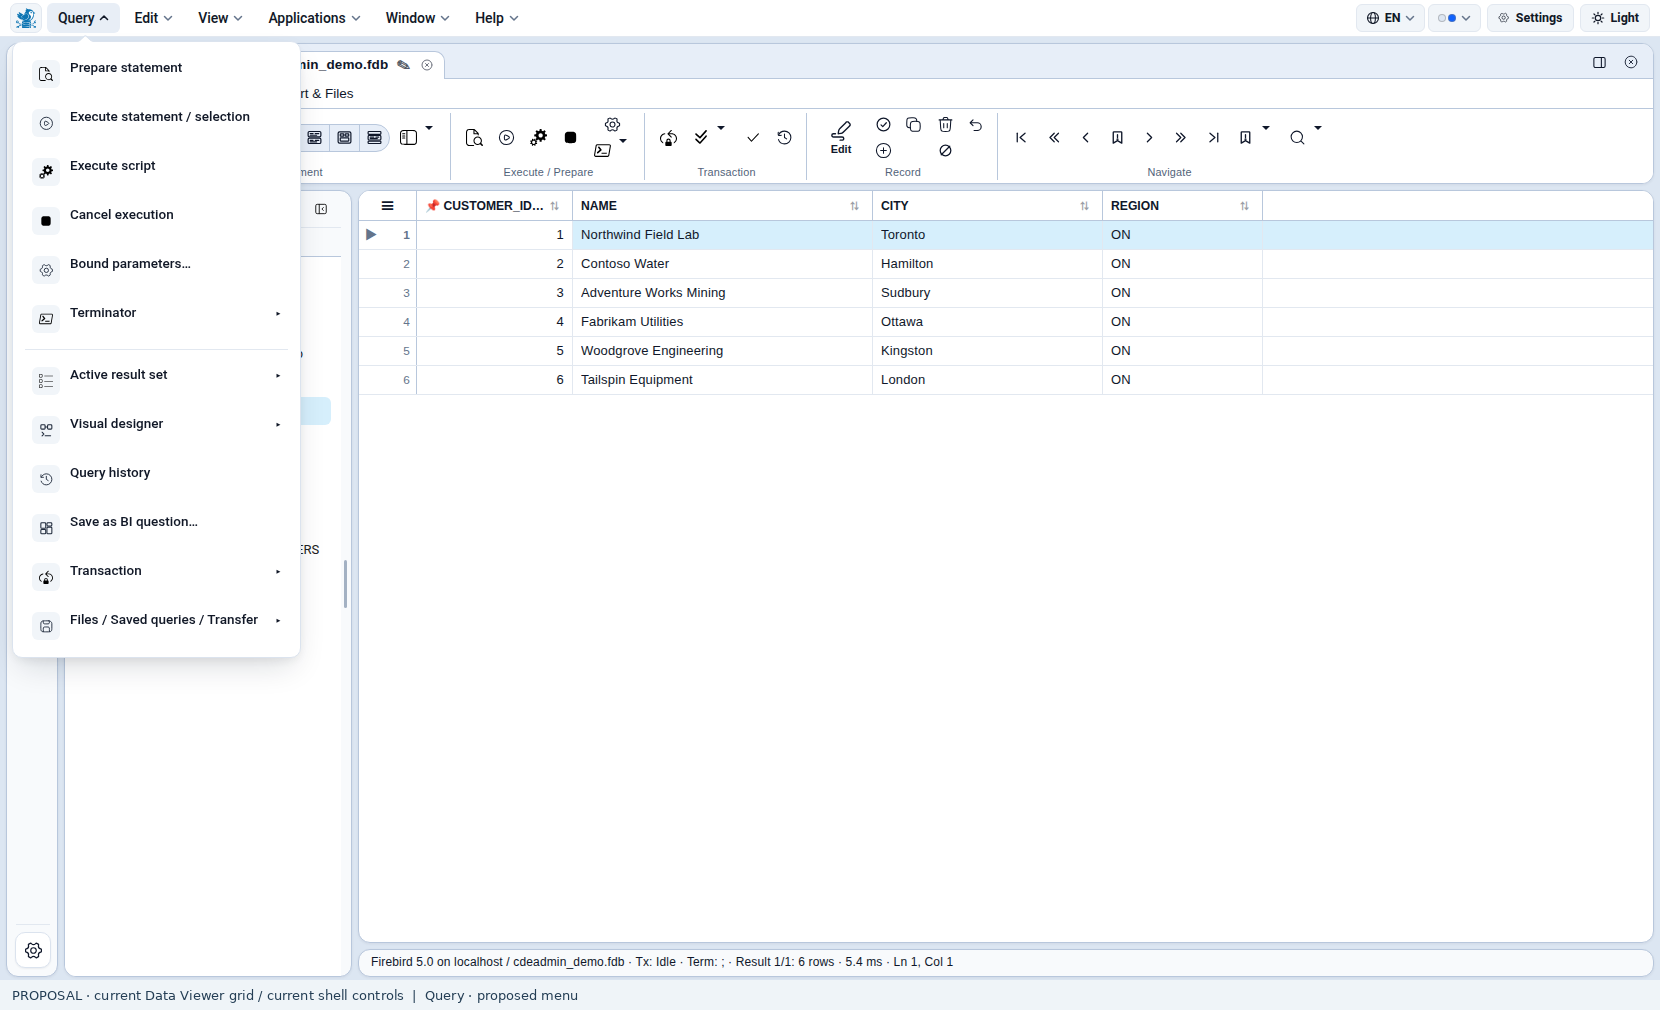 Query Edit View Applications Window Help EN Settings Light
min_demo.fdb
rt & Files
Prepare statement
Execute statement / selection
Execute script
Cancel execution
Bound parameters…
Terminator
Active result set
Visual designer
Query history
Save as BI question…
Transaction
Files / Saved queries / Transfer
Edit
ment Execute / Prepare Transaction Record Navigate
CUSTOMER_ID… NAME CITY REGION
1 1 Northwind Field Lab Toronto ON
2 2 Contoso Water Hamilton ON
3 3 Adventure Works Mining Sudbury ON
4 4 Fabrikam Utilities Ottawa ON
5 5 Woodgrove Engineering Kingston ON
6 6 Tailspin Equipment London ON
ERS
Firebird 5.0 on localhost / cdeadmin_demo.fdb · Tx: Idle · Term: ; · Result 1/1: 6 rows · 5.4 ms · Ln 1, Col 1
PROPOSAL · current Data Viewer grid / current shell controls | Query · proposed menu